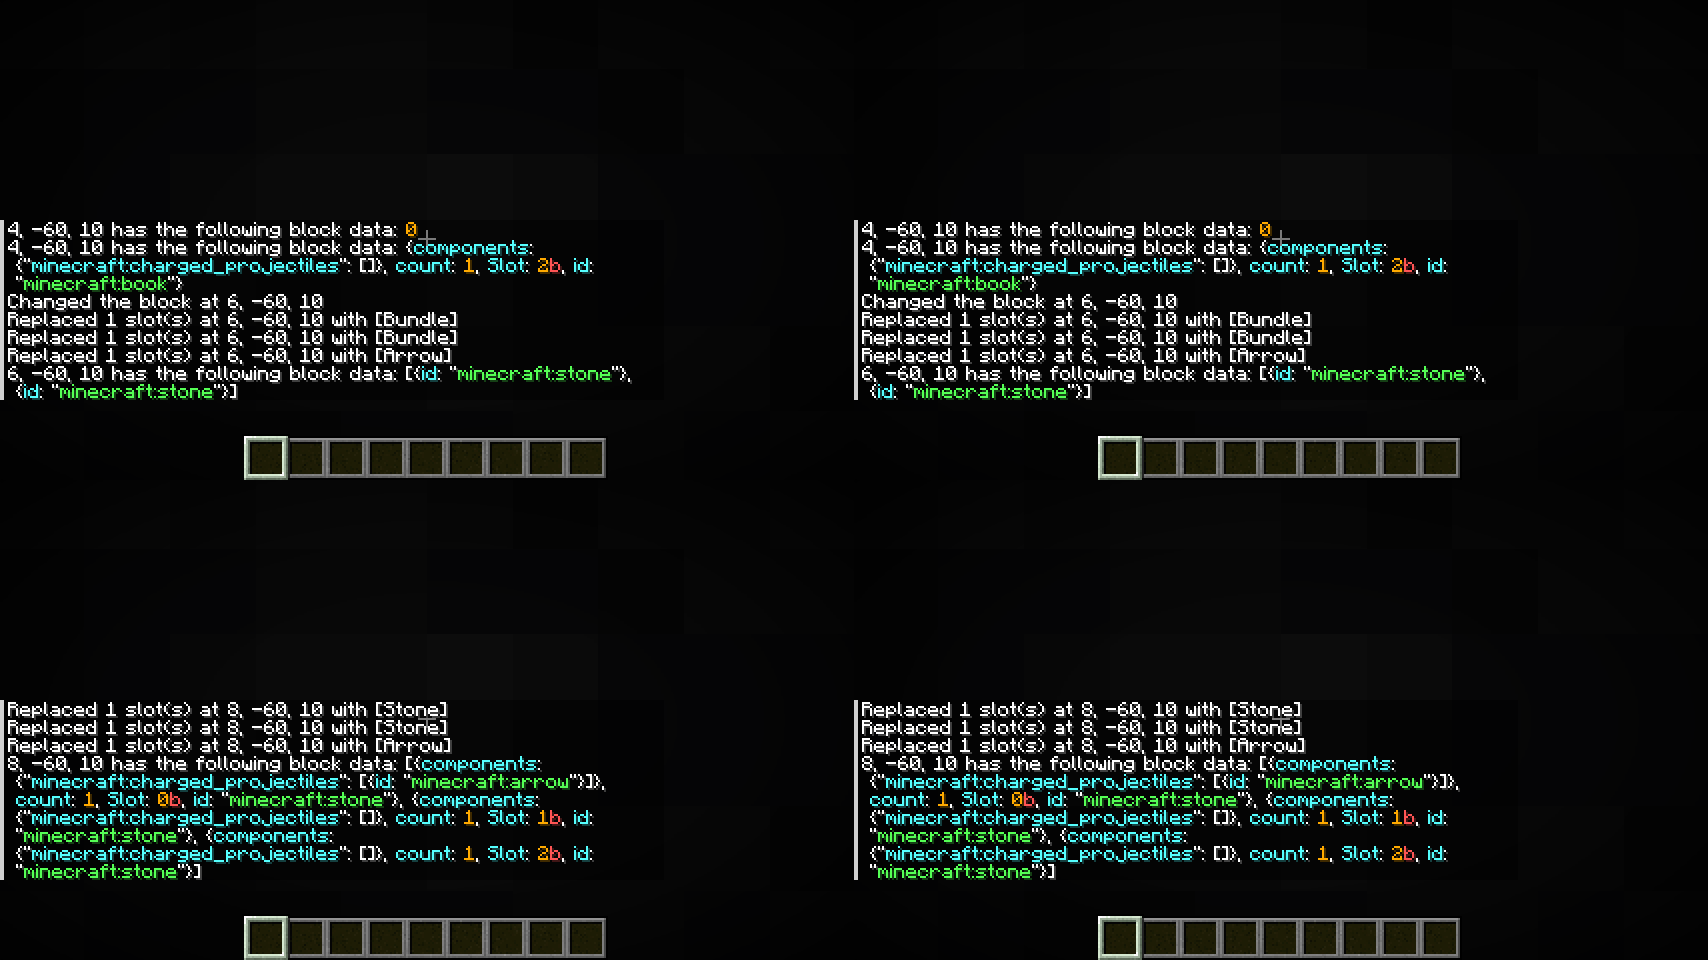 4, -60, 10 has the following block data: 0
4, -60, 10 has the following block data: {components:
{"minecraft:charged_projectiles": []}, count: 1, Slot: 2b, id:
"minecraft:book"}
Changed the block at 6, -60, 10
Replaced 1 slot(s) at 6, -60, 10 with [Bundle]
Replaced 1 slot(s) at 6, -60, 10 with [Bundle]
Replaced 1 slot(s) at 6, -60, 10 with [Arrow]
6, -60, 10 has the following block data: [{id: "minecraft:stone"},
{id: "minecraft:stone"}]
4, -60, 10 has the following block data: 0
4, -60, 10 has the following block data: {components:
{"minecraft:charged_projectiles": []}, count: 1, Slot: 2b, id:
"minecraft:book"}
Changed the block at 6, -60, 10
Replaced 1 slot(s) at 6, -60, 10 with [Bundle]
Replaced 1 slot(s) at 6, -60, 10 with [Bundle]
Replaced 1 slot(s) at 6, -60, 10 with [Arrow]
6, -60, 10 has the following block data: [{id: "minecraft:stone"},
{id: "minecraft:stone"}]
Replaced 1 slot(s) at 8, -60, 10 with [Stone]
Replaced 1 slot(s) at 8, -60, 10 with [Stone]
Replaced 1 slot(s) at 8, -60, 10 with [Arrow]
8, -60, 10 has the following block data: [{components:
{"minecraft:charged_projectiles": [{id: "minecraft:arrow"}]},
count: 1, Slot: 0b, id: "minecraft:stone"}, {components:
{"minecraft:charged_projectiles": []}, count: 1, Slot: 1b, id:
"minecraft:stone"}, {components:
{"minecraft:charged_projectiles": []}, count: 1, Slot: 2b, id:
"minecraft:stone"}]
Replaced 1 slot(s) at 8, -60, 10 with [Stone]
Replaced 1 slot(s) at 8, -60, 10 with [Stone]
Replaced 1 slot(s) at 8, -60, 10 with [Arrow]
8, -60, 10 has the following block data: [{components:
{"minecraft:charged_projectiles": [{id: "minecraft:arrow"}]},
count: 1, Slot: 0b, id: "minecraft:stone"}, {components:
{"minecraft:charged_projectiles": []}, count: 1, Slot: 1b, id:
"minecraft:stone"}, {components:
{"minecraft:charged_projectiles": []}, count: 1, Slot: 2b, id:
"minecraft:stone"}]